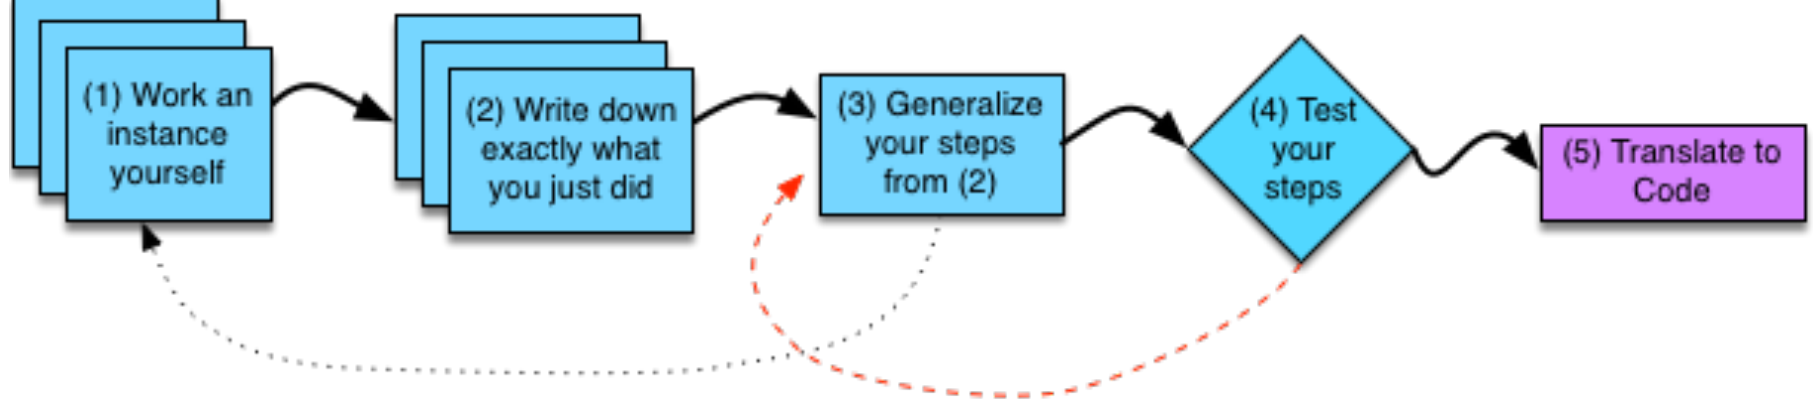 (1) Work an
instance
yourself
(2) Write down
exactly what
you just did
(3) Generalize
your steps
from (2)
(4) Test
your
steps
(5) Translate to
Code